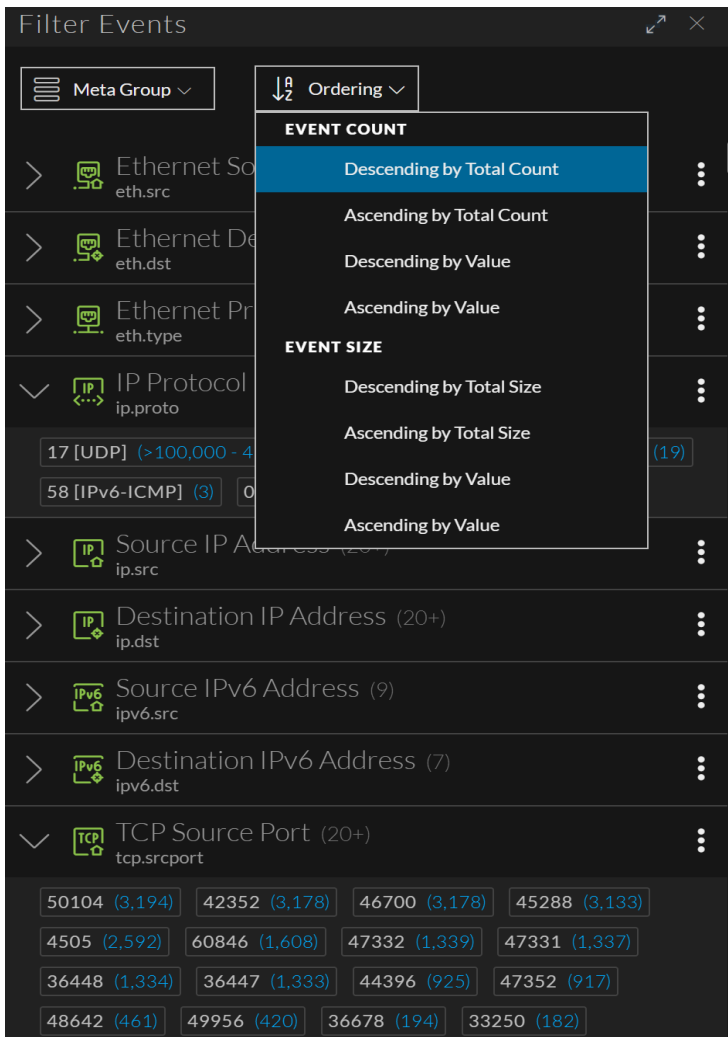 Filter Events
Meta Group
Ordering
EVENT COUNT
Descending by Total Count
Ascending by Total Count
Descending by Value
Ascending by Value
EVENT SIZE
Descending by Total Size
Ascending by Total Size
Descending by Value
Ascending by Value
Ethernet So
eth.src
Ethernet De
eth.dst
Ethernet Pr
eth.type
IP Protocol
ip.proto
17 [UDP] (>100,000 - 4 (19)
58 [IPv6-ICMP] (3) 0
Source IP Address (20+)
ip.src
Destination IP Address (20+)
ip.dst
Source IPv6 Address (9)
ipv6.src
Destination IPv6 Address (7)
ipv6.dst
TCP Source Port (20+)
tcp.srcport
50104 (3,194) 42352 (3,178) 46700 (3,178) 45288 (3,133)
4505 (2,592) 60846 (1,608) 47332 (1,339) 47331 (1,337)
36448 (1,334) 36447 (1,333) 44396 (925) 47352 (917)
48642 (461) 49956 (420) 36678 (194) 33250 (182)